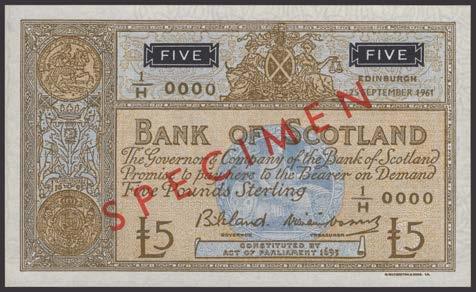 FIVE
FIVE
1/H 0000
EDINBURGH
25 SEPTEMBER 1961
BANK OF SCOTLAND
The Governor & Company of the Bank of Scotland
Promise to pay here to the Bearer on Demand
Five Pounds Sterling
1/H 0000
SPECIMEN
GOVERNOR
TREASURER
£5
£5
CONSTITUTED BY
ACT OF PARLIAMENT 1695